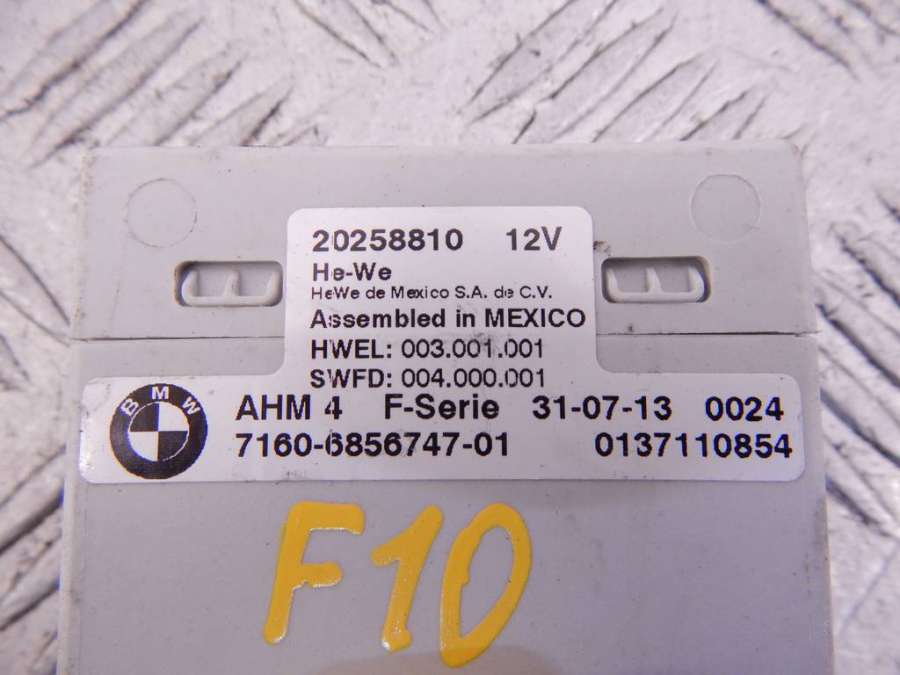 20258810 12V
He-We
HeWe de Mexico S.A. de C.V.
Assembled in MEXICO
HWEL: 003.001.001
SWFD: 004.000.001
BMW
AHM 4 F-Serie 31-07-13 0024
7160-6856747-01 0137110854
F10